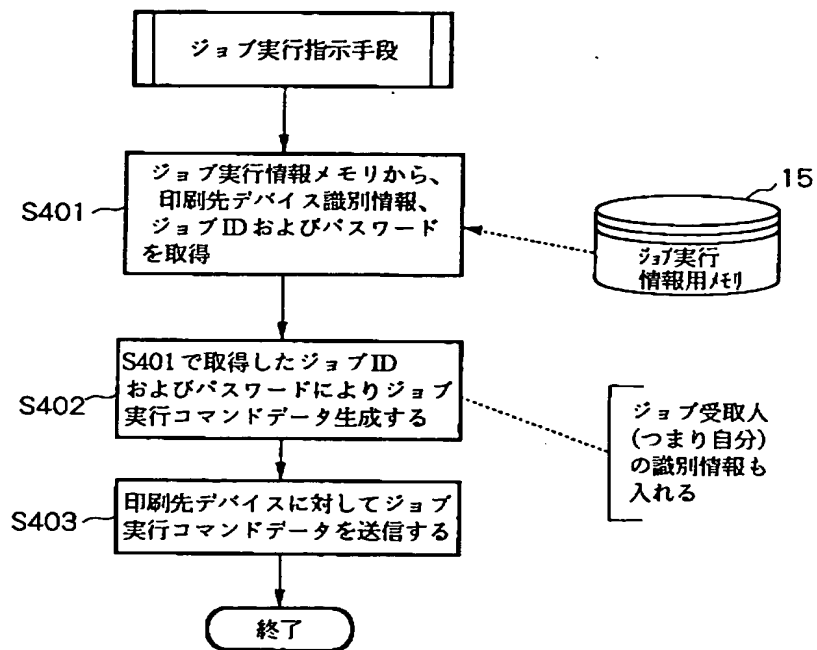 ジョブ実行指示手段
S401
ジョブ実行情報メモリから、
印刷先デバイス識別情報、
ジョブIDおよびパスワード
を取得
15
ジョブ実行
情報用メモリ
S402
S401で取得したジョブID
およびパスワードによりジョブ
実行コマンドデータ生成する
ジョブ受取人
(つまり自分)
の識別情報も
入れる
S403
印刷先デバイスに対してジョブ
実行コマンドデータを送信する
終了